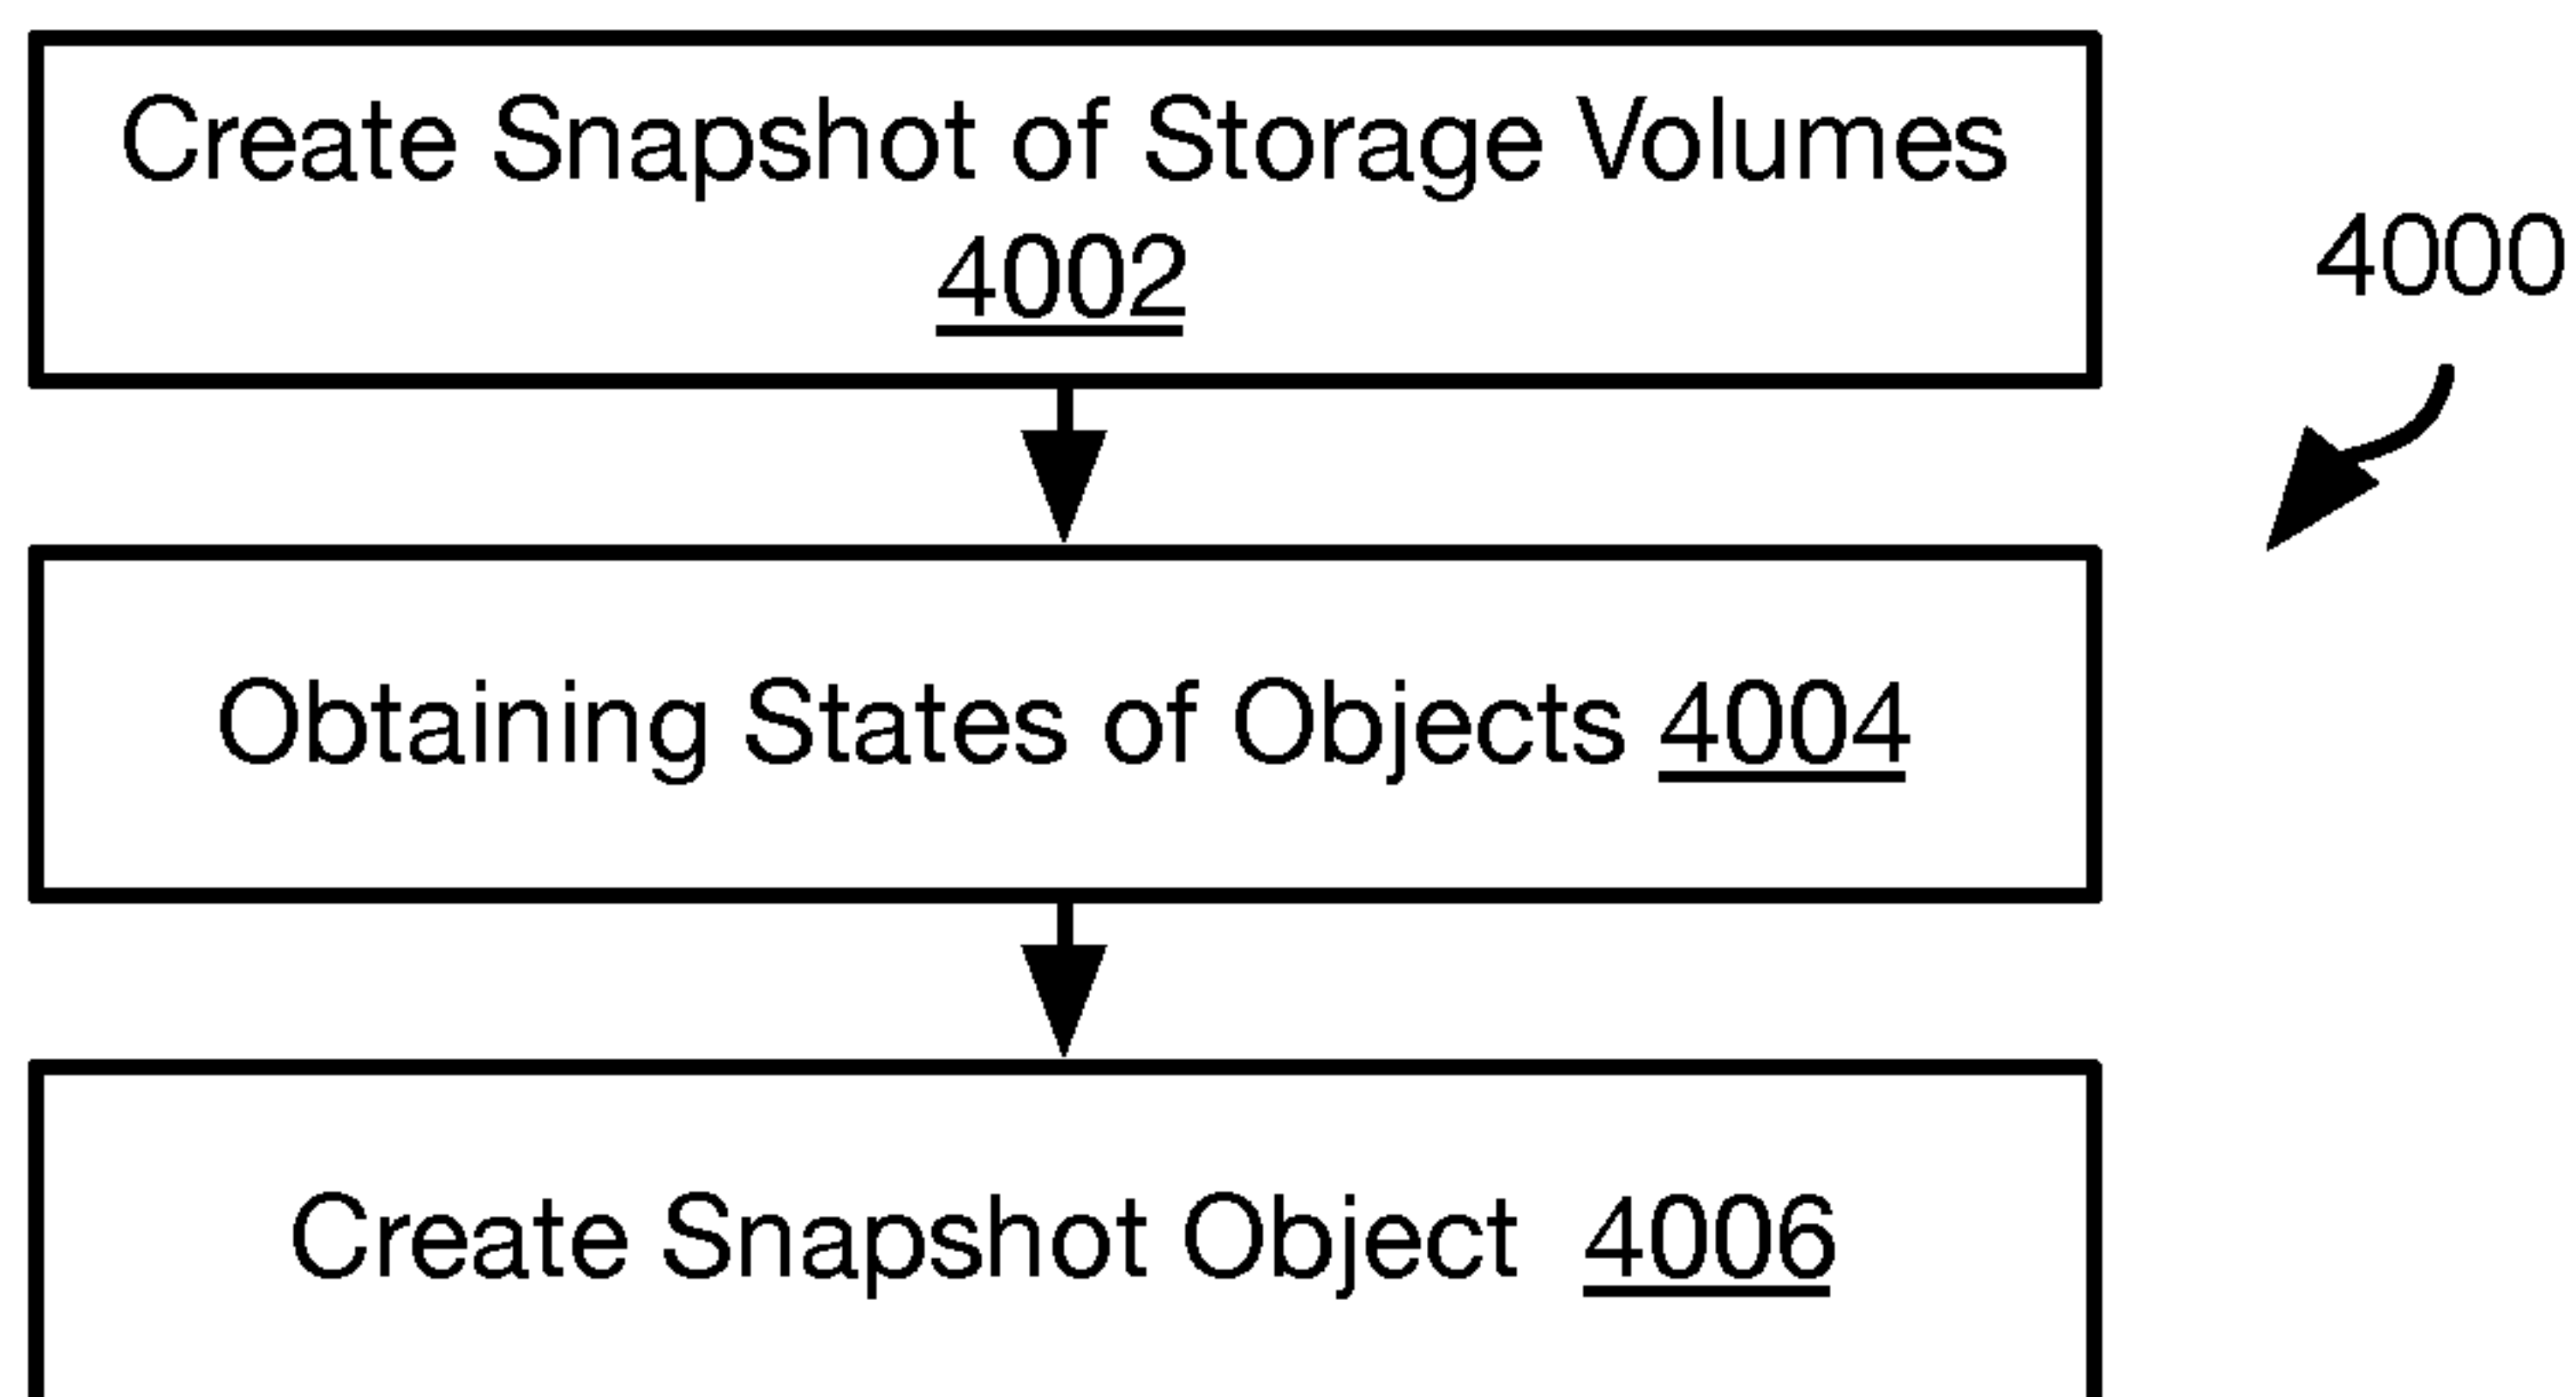 Create Snapshot of Storage Volumes
4002
4000
Obtaining States of Objects 4004
Create Snapshot Object 4006